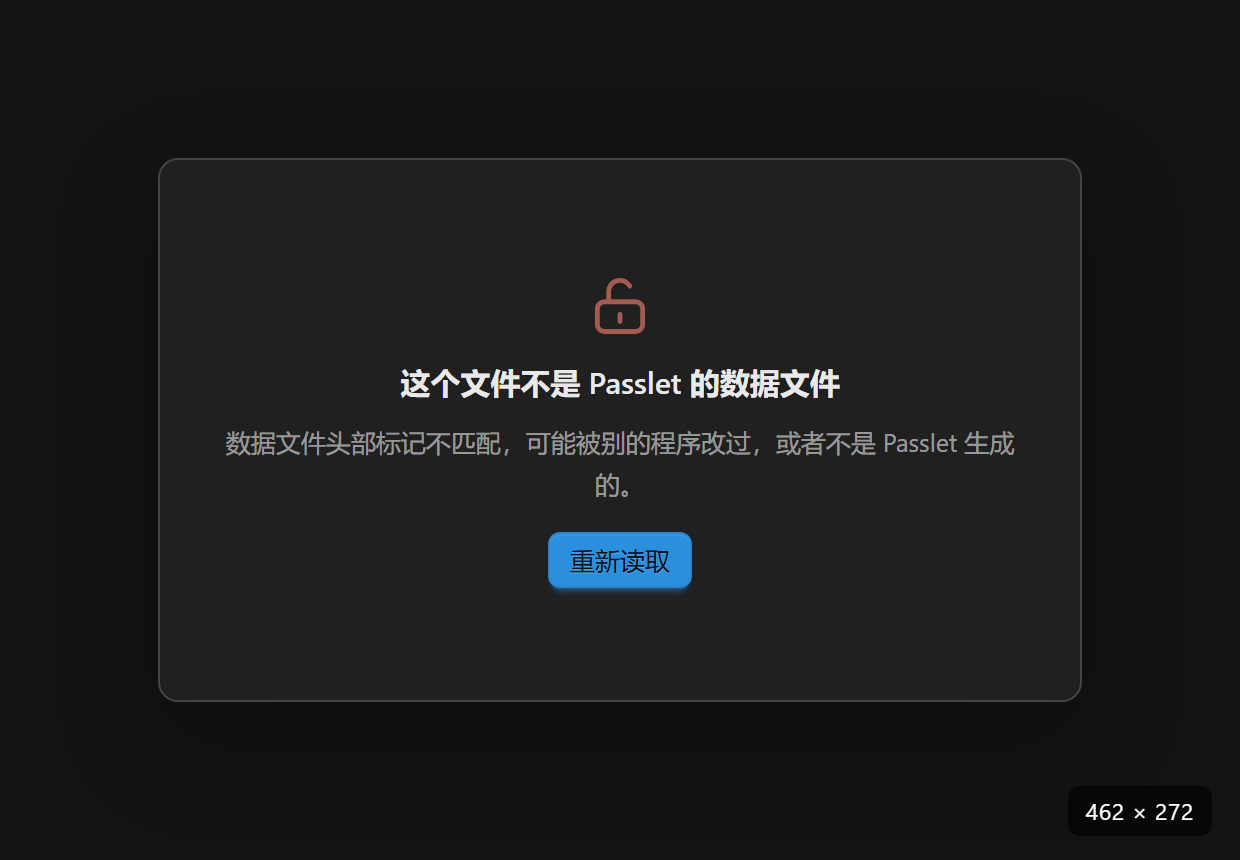 这个文件不是 Passlet 的数据文件
数据文件头部标记不匹配，可能被别的程序改过，或者不是 Passlet 生成
的。
重新读取
462 × 272